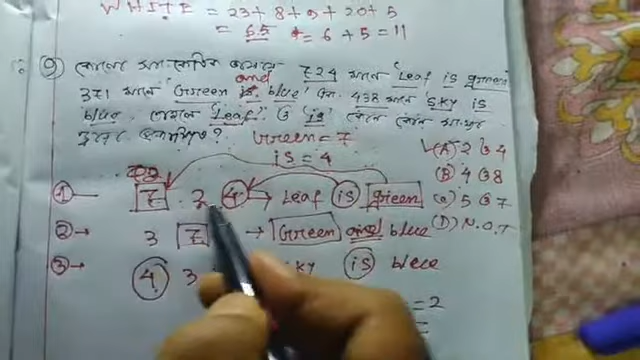 WHITE = 23+8+9+20+5
= 65 = 6+5=11
9 কোনো সাংকেতিক ভাষায় 724 মানে 'Leaf is green
371 মানে 'Green and blue' এবং 438 মানে SKY is
blue. তাহলে 'Leaf' ও 'is' কোন কোন
Green = 7
is = 4
(A) 2 ও 4
(B) 4 ও 8
(C) 5 ও 7
(D) N.O.T
① 7 2 4 → Leaf is green
②→ 3 7 → Green and blue
③→ 4 3 is blue
= 2
=